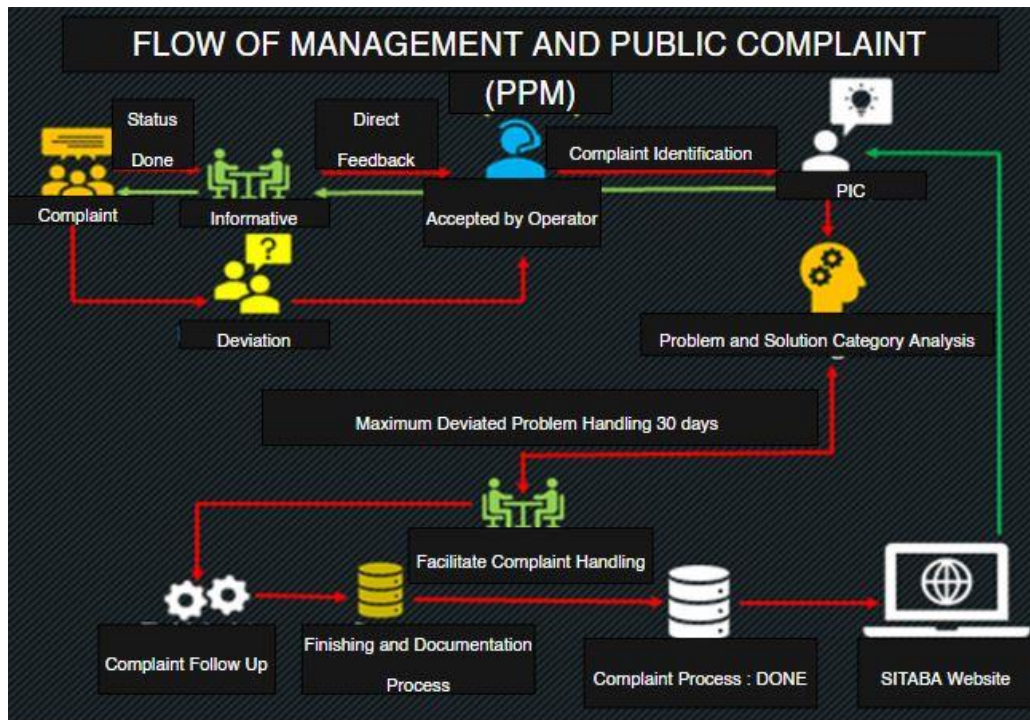 FLOW OF MANAGEMENT AND PUBLIC COMPLAINT
(PPM)
Status
Done
Direct
Feedback
Complaint Identification
Complaint
Informative
Accepted by Operator
PIC
?
Deviation
Problem and Solution Category Analysis
Maximum Deviated Problem Handling 30 days
Facilitate Complaint Handling
Complaint Follow Up
Finishing and Documentation
Process
Complaint Process : DONE
SITABA Website